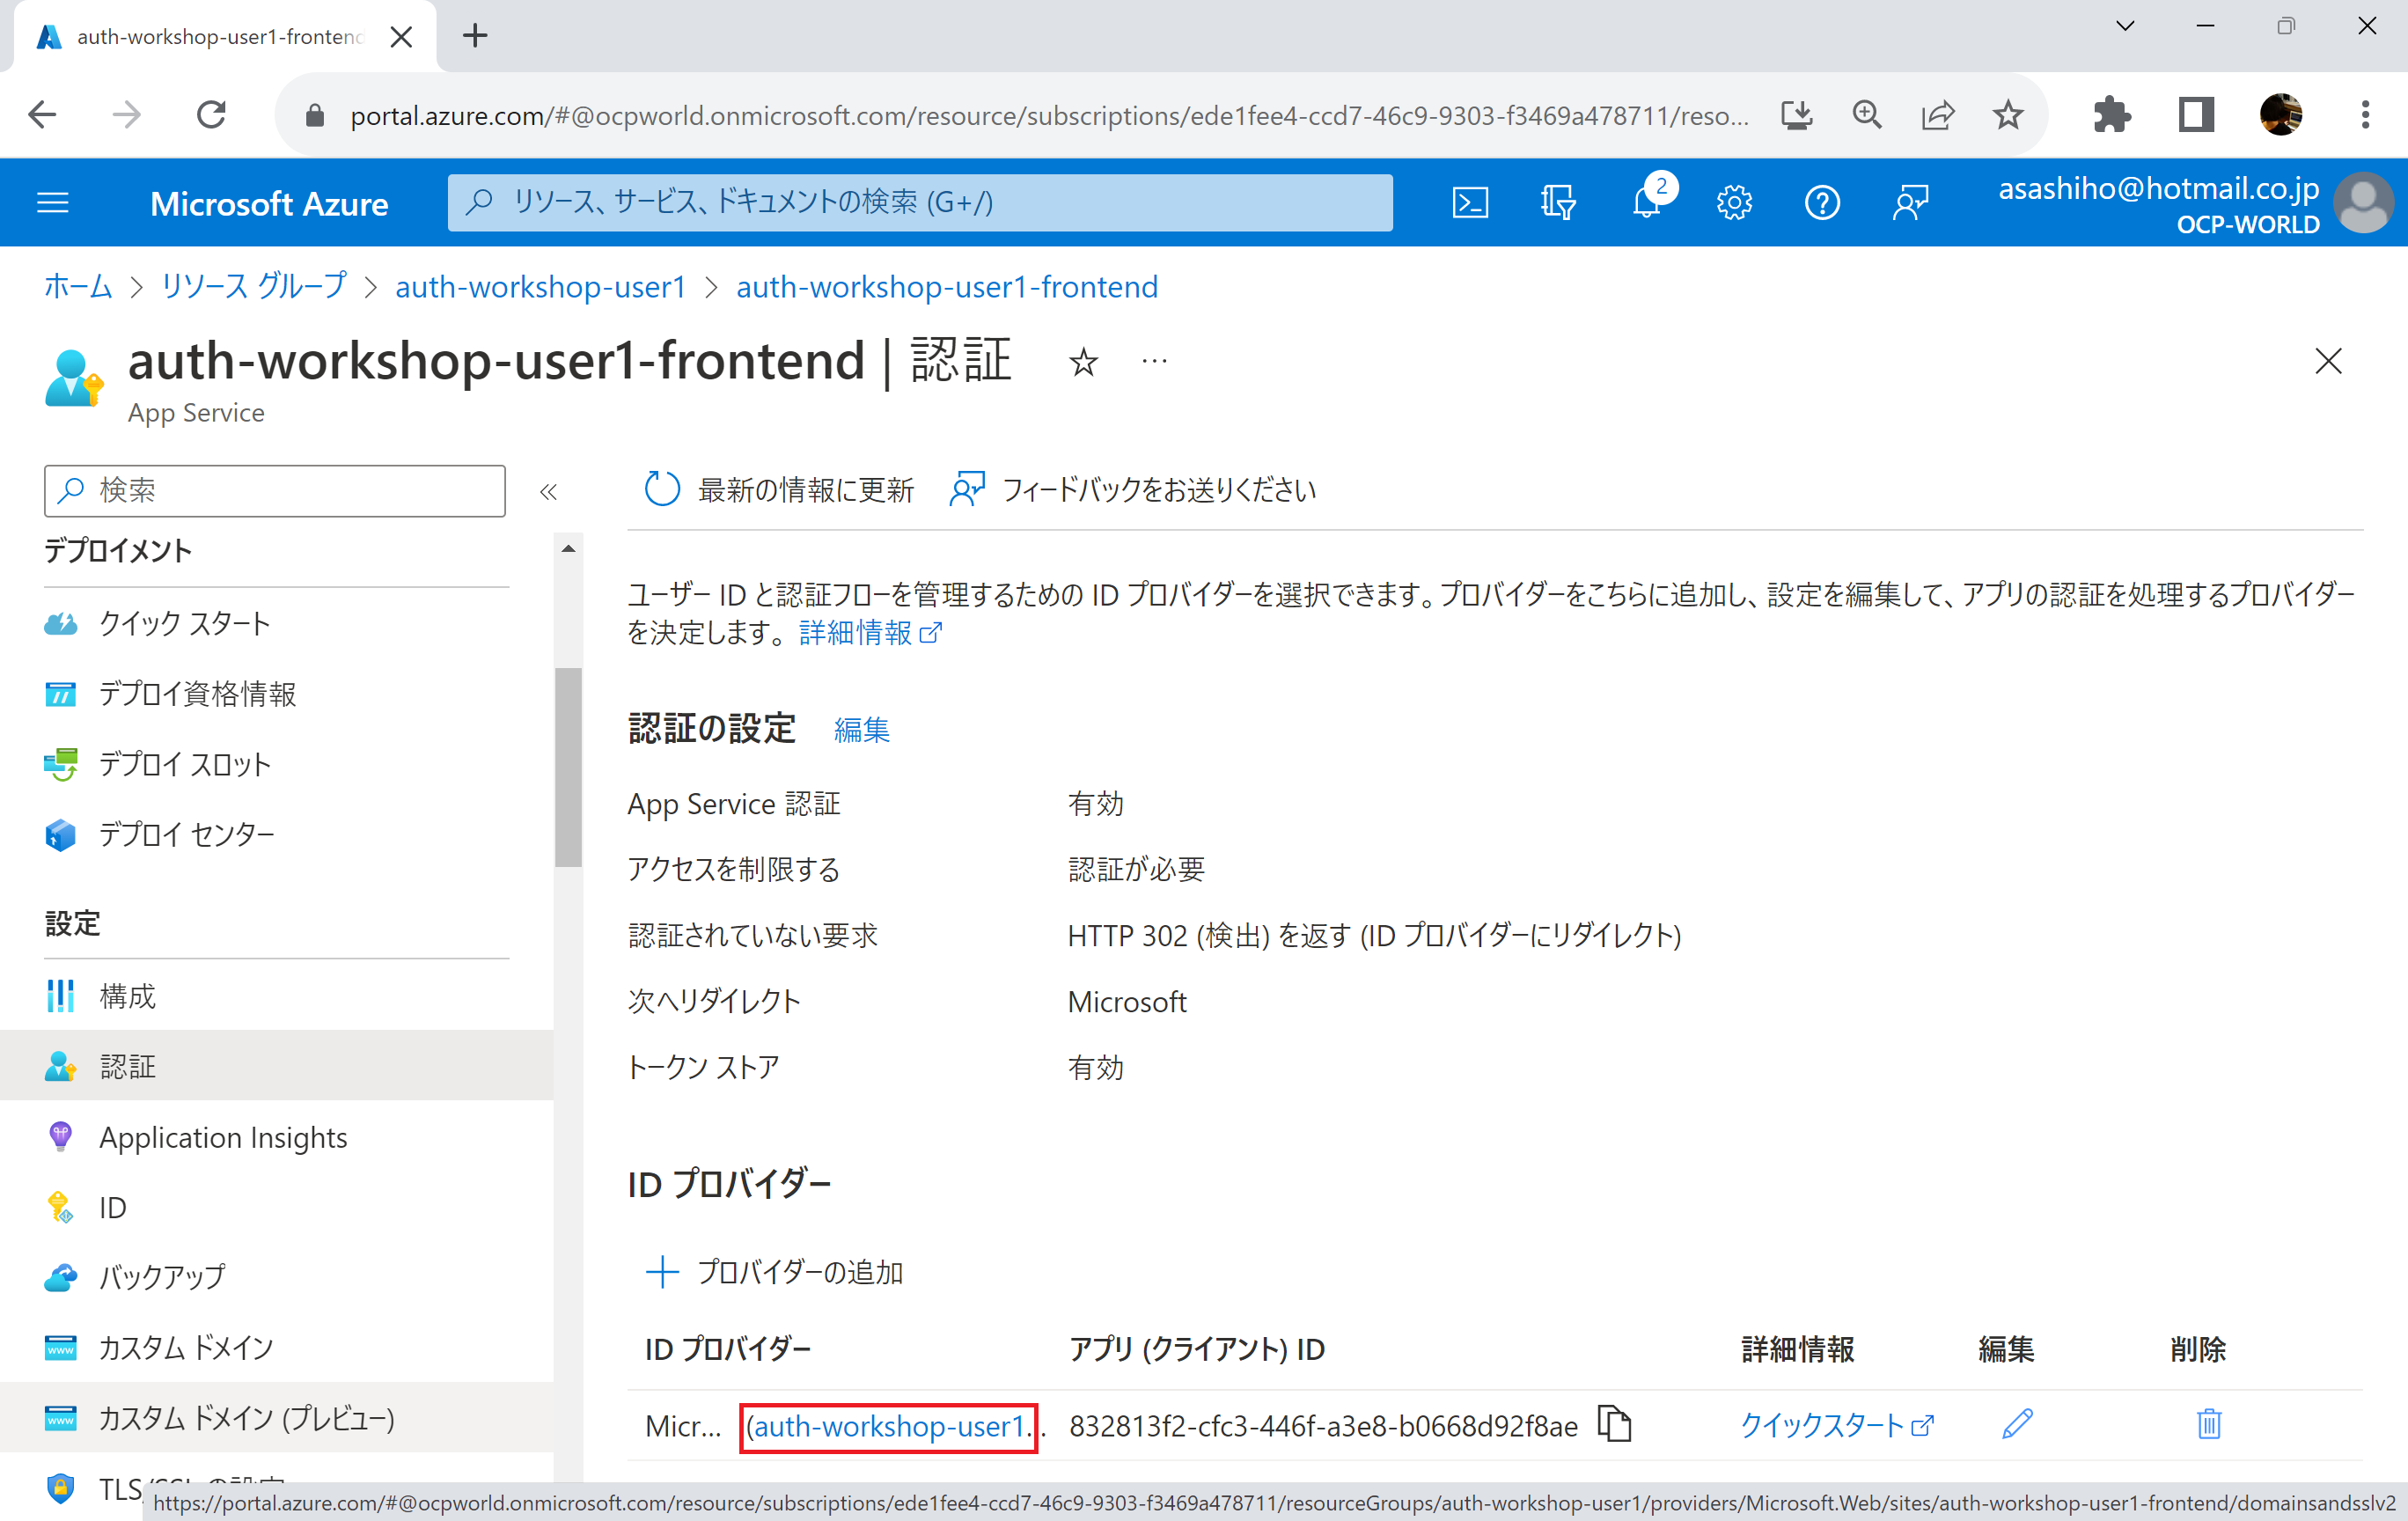 auth-workshop-user1-frontend
portal.azure.com/#@ocpworld.onmicrosoft.com/resource/subscriptions/ede1fee4-ccd7-46c9-9303-f3469a478711/reso...
Microsoft Azure
リソース、サービス、ドキュメントの検索 (G+/)
2
asashiho@hotmail.co.jp
OCP-WORLD
ホーム > リソース グループ > auth-workshop-user1 > auth-workshop-user1-frontend
auth-workshop-user1-frontend | 認証
App Service
検索
最新の情報に更新
フィードバックをお送りください
デプロイメント
クイック スタート
デプロイ資格情報
デプロイ スロット
デプロイ センター
設定
構成
認証
Application Insights
ID
バックアップ
カスタム ドメイン
カスタム ドメイン (プレビュー)
TLS/SSL の設定
ユーザー ID と認証フローを管理するための ID プロバイダーを選択できます。プロバイダーをこちらに追加し、設定を編集して、アプリの認証を処理するプロバイダー
を決定します。 詳細情報
認証の設定 編集
App Service 認証 有効
アクセスを制限する 認証が必要
認証されていない要求 HTTP 302 (検出) を返す (ID プロバイダーにリダイレクト)
次へリダイレクト Microsoft
トークン ストア 有効
ID プロバイダー
プロバイダーの追加
ID プロバイダー アプリ (クライアント) ID 詳細情報 編集 削除
Micr... (auth-workshop-user1... 832813f2-cfc3-446f-a3e8-b0668d92f8ae クイックスタート
https://portal.azure.com/#@ocpworld.onmicrosoft.com/resource/subscriptions/ede1fee4-ccd7-46c9-9303-f3469a478711/resourceGroups/auth-workshop-user1/providers/Microsoft.Web/sites/auth-workshop-user1-frontend/domainsandsslv2